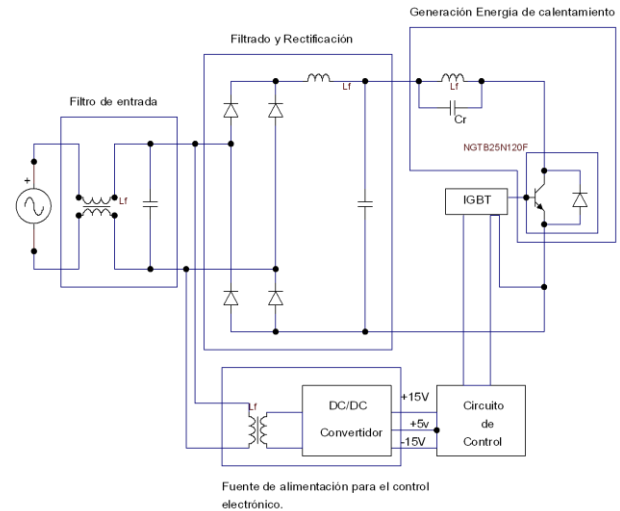 Generación Energia de calentamiento
Filtrado y Rectificación
Filtro de entrada
Lf
Lf
Cr
NGTB25N120F
+
Lf
IGBT
Lf
DC/DC
Convertidor
+15V
+5v
-15V
Circuito
de
Control
Fuente de alimentación para el control
electrónico.